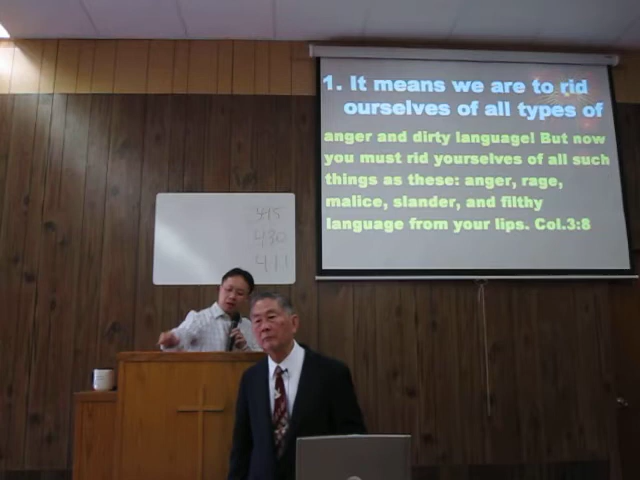 1. It means we are to rid
ourselves of all types of
anger and dirty language! But now
you must rid yourselves of all such
things as these: anger, rage,
malice, slander, and filthy
language from your lips. Col.3:8
345
430
411